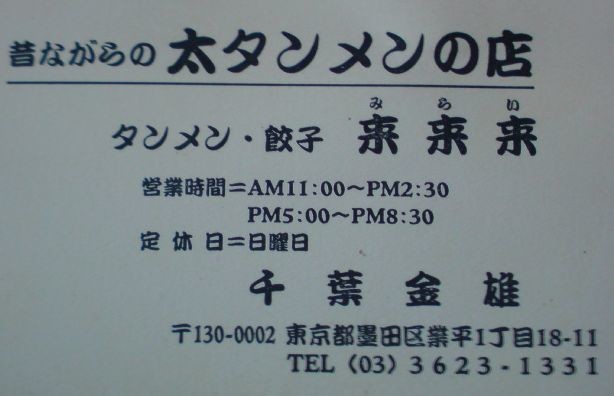 昔ながらの 太タンメンの店
み ら い
タンメン・餃子 来来来
営業時間=AM11:00〜PM2:30
PM5:00〜PM8:30
定休日=日曜日
千葉金雄
〒130-0002 東京都墨田区業平1丁目18-11
TEL (03) 3623-1331